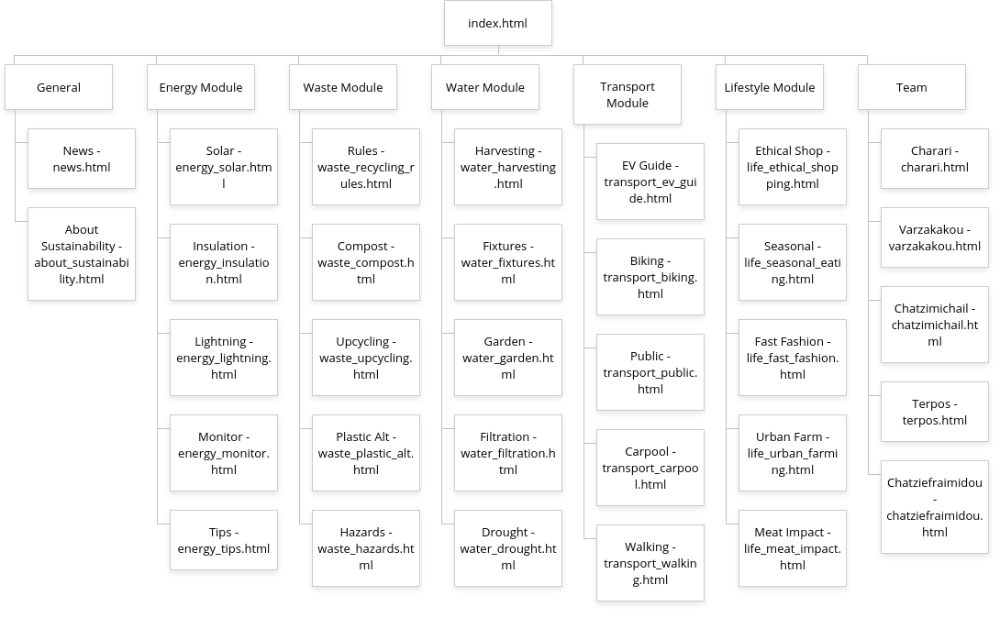 index.html
General
News -
news.html
About
Sustainability -
about_sustainabi
lity.html
Energy Module
Solar -
energy_solar.htm
l
Insulation -
energy_insulatio
n.html
Lightning -
energy_lightning.
html
Monitor -
energy_monitor.
html
Tips -
energy_tips.html
Waste Module
Rules -
waste_recycling_r
ules.html
Compost -
waste_compost.h
tml
Upcycling -
waste_upcycling.
html
Plastic Alt -
waste_plastic_alt.
html
Hazards -
waste_hazards.ht
ml
Water Module
Harvesting -
water_harvesting
.html
Fixtures -
water_fixtures.ht
ml
Garden -
water_garden.ht
ml
Filtration -
water_filtration.h
tml
Drought -
water_drought.ht
ml
Transport
Module
EV Guide -
transport_ev_gui
de.html
Biking -
transport_biking.
html
Public -
transport_public.
html
Carpool -
transport_carpoo
l.html
Walking -
transport_walkin
g.html
Lifestyle Module
Ethical Shop -
life_ethical_shop
ping.html
Seasonal -
life_seasonal_eati
ng.html
Fast Fashion -
life_fast_fashion.
html
Urban Farm -
life_urban_farmi
ng.html
Meat Impact -
life_meat_impact.
html
Team
Charari -
charari.html
Varzakakou -
varzakakou.html
Chatzimichail -
chatzimichail.ht
ml
Terpos -
terpos.html
Chatziefraimidou
-
chatziefraimidou.
html